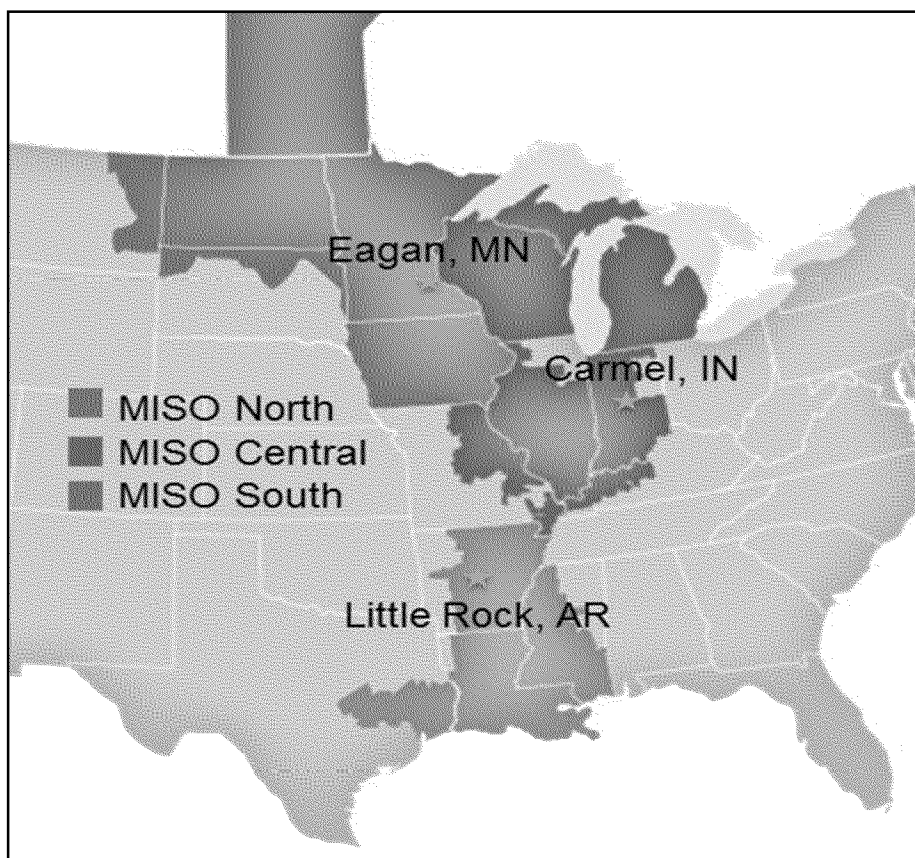 Eagan, MN
Carmel, IN
MISO North
MISO Central
MISO South
Little Rock, AR